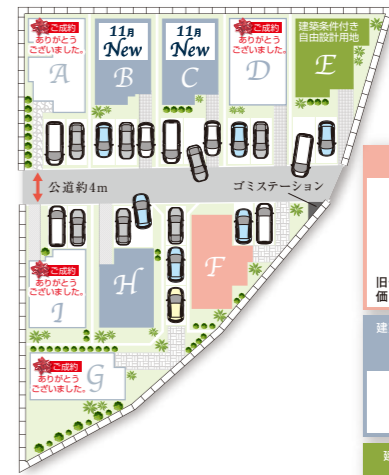 ご成約
ありがとう
ございました。
A
11月
New
B
11月
New
C
ご成約
ありがとう
ございました。
D
建築条件付き
自由設計用地
E
公道約4m
ゴミステーション
ご成約
ありがとう
ございました。
I
H
F
ご成約
ありがとう
ございました。
G
旧
価
建